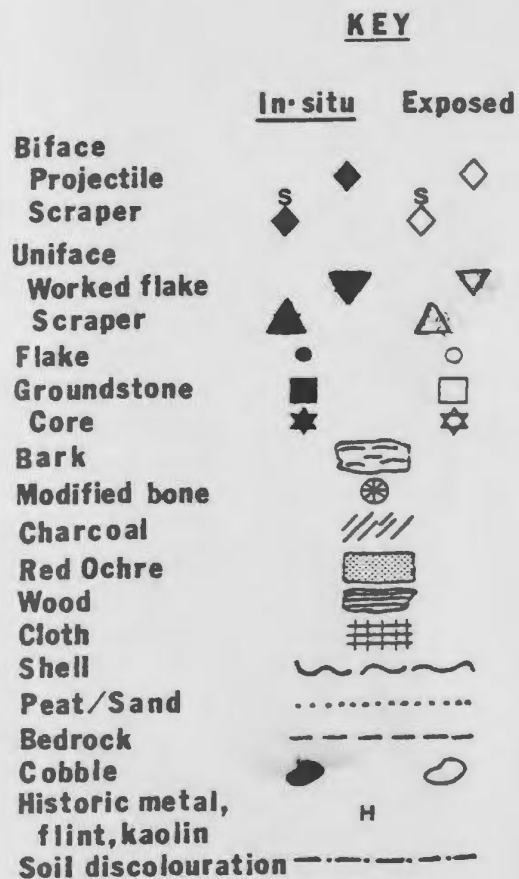 KEY
In-situ Exposed
Biface
Projectile
S S
Scraper
Uniface
Worked flake
Scraper
Flake
Groundstone
Core
Bark
Modified bone
Charcoal
Red Ochre
Wood
Cloth
Shell
Peat/Sand
Bedrock
Cobble
Historic metal, H
flint, kaolin
Soil discolouration